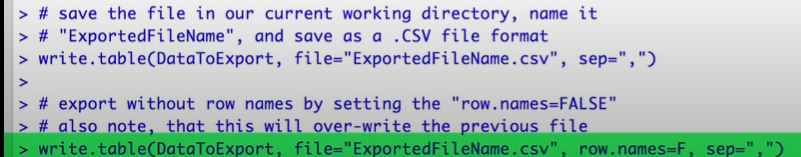 > # save the file in our current working directory, name it
> # "ExportedFileName", and save as a .CSV file format
> write.table(DataToExport, file="ExportedFileName.csv", sep=",")
>
> # export without row names by setting the "row.names=FALSE"
> # also note, that this will over-write the previous file
> write.table(DataToExport, file="ExportedFileName.csv", row.names=F, sep=",")